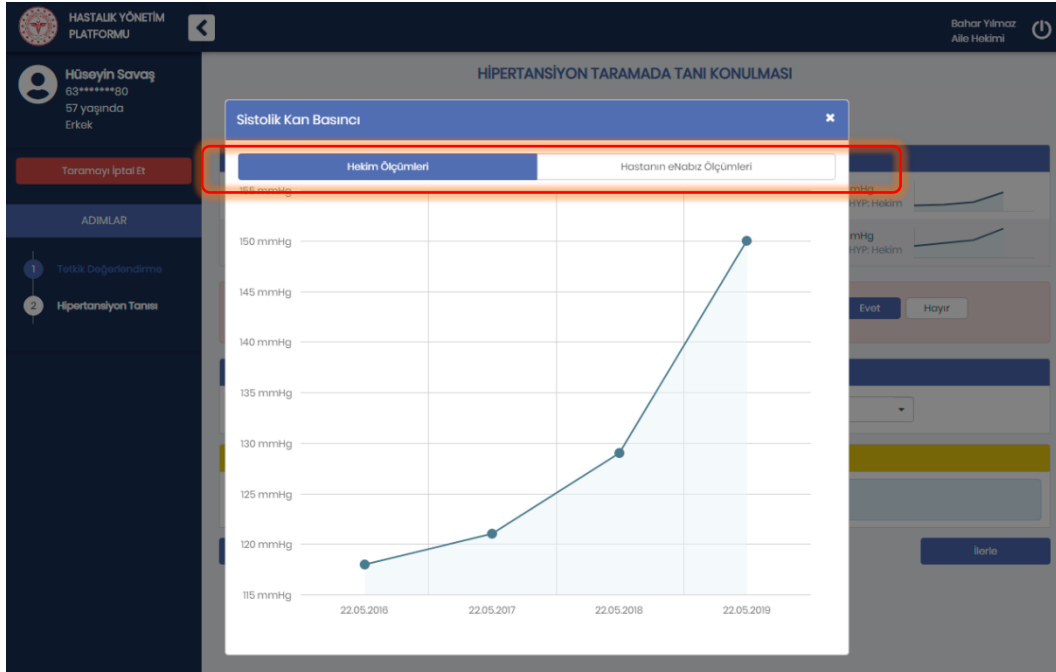 HASTALIK YÖNETİM
PLATFORMU
Bahar Yılmaz
Aile Hekimi
Hüseyin Savaş
63*******80
57 yaşında
Erkek
Taramayı İptal Et
ADIMLAR
1 Tetkik Değerlendirme
2 Hipertansiyon Tanısı
HİPERTANSİYON TARAMADA TANI KONULMASI
Sistolik Kan Basıncı
Hekim Ölçümleri
Hastanın eNabız Ölçümleri
155 mmHg
150 mmHg
145 mmHg
140 mmHg
135 mmHg
130 mmHg
125 mmHg
120 mmHg
115 mmHg
22.05.2016 22.05.2017 22.05.2018 22.05.2019
mmHg
HYP: Hekim
mmHg
HYP: Hekim
Evet Hayır
İlerle